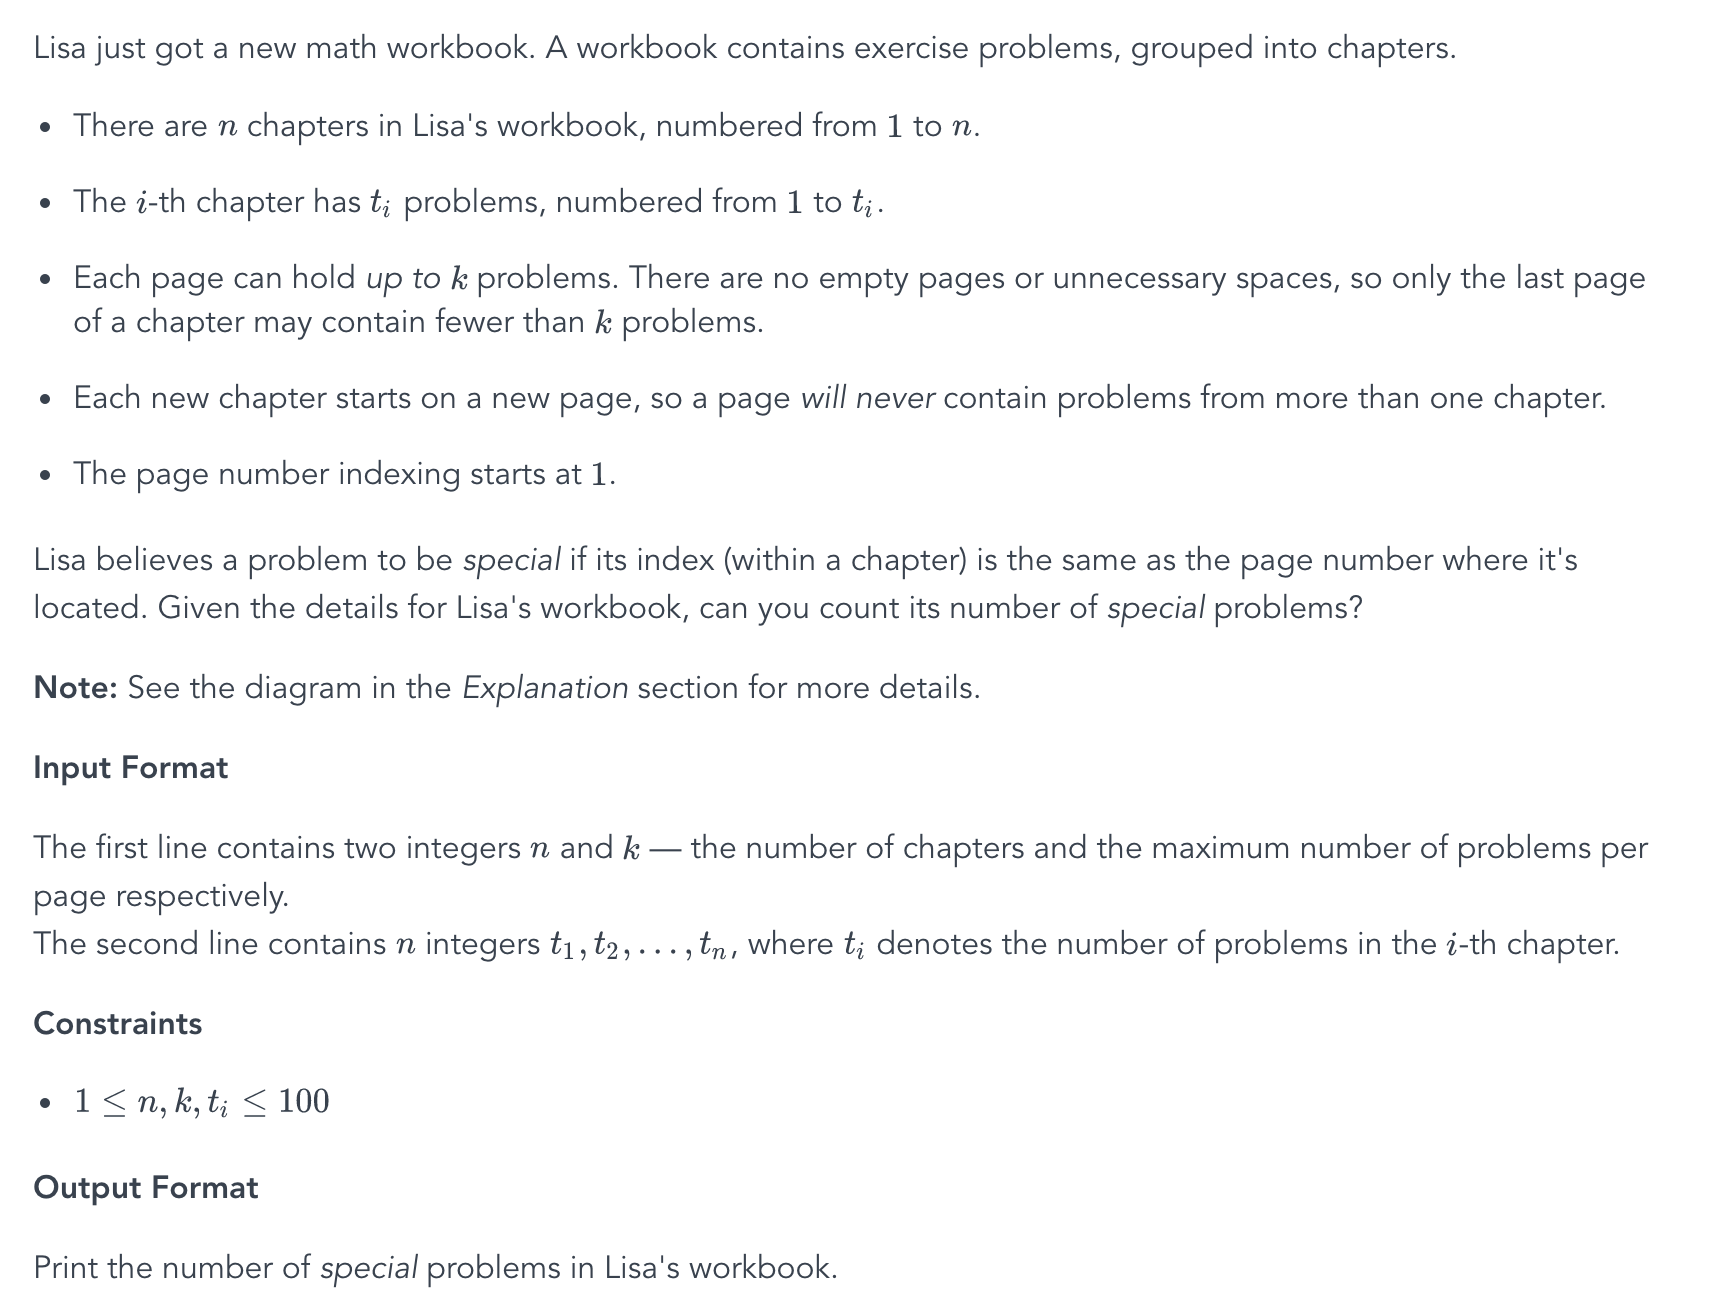 Lisa just got a new math workbook. A workbook contains exercise problems, grouped into chapters.
• There are n chapters in Lisa's workbook, numbered from 1 to n.
• The i-th chapter has t_i problems, numbered from 1 to t_i.
• Each page can hold up to k problems. There are no empty pages or unnecessary spaces, so only the last page
of a chapter may contain fewer than k problems.
• Each new chapter starts on a new page, so a page will never contain problems from more than one chapter.
• The page number indexing starts at 1.
Lisa believes a problem to be special if its index (within a chapter) is the same as the page number where it's
located. Given the details for Lisa's workbook, can you count its number of special problems?
Note: See the diagram in the Explanation section for more details.
Input Format
The first line contains two integers n and k — the number of chapters and the maximum number of problems per
page respectively.
The second line contains n integers t_1, t_2, . . . , t_n, where t_i denotes the number of problems in the i-th chapter.
Constraints
• 1 ≤ n, k, t_i ≤ 100
Output Format
Print the number of special problems in Lisa's workbook.